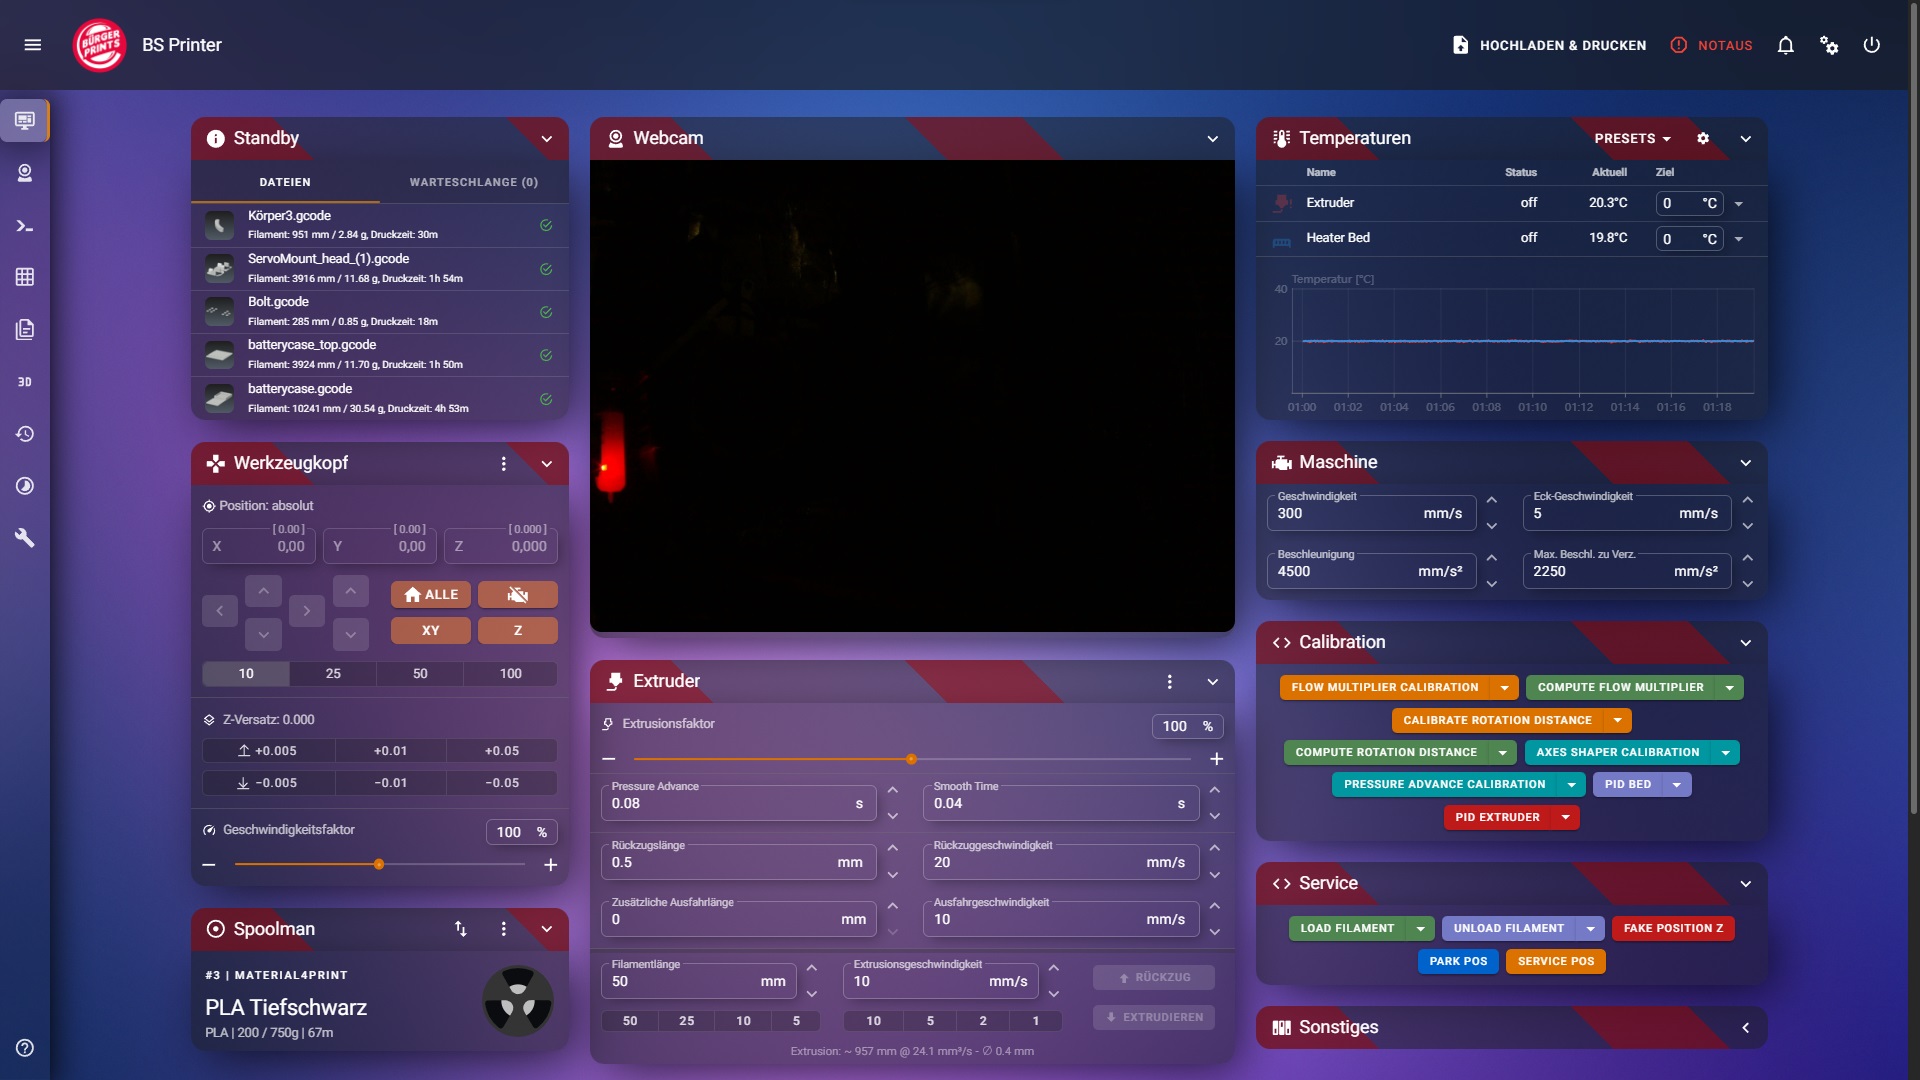 BÜRGER
PRINTS
BS Printer
HOCHLADEN & DRUCKEN
NOTAUS
3D
Standby
DATEIEN
WARTESCHLANGE (0)
Körper3.gcode
Filament: 951 mm / 2.84 g, Druckzeit: 30m
ServoMount_head_(1).gcode
Filament: 3916 mm / 11.68 g, Druckzeit: 1h 54m
Bolt.gcode
Filament: 285 mm / 0.85 g, Druckzeit: 18m
batterycase_top.gcode
Filament: 3924 mm / 11.70 g, Druckzeit: 1h 50m
batterycase.gcode
Filament: 10241 mm / 30.54 g, Druckzeit: 4h 53m
Werkzeugkopf
Position: absolut
[ 0.00 ]
X 0,00
[ 0.00 ]
Y 0,00
[ 0.000 ]
Z 0,000
ALLE
XY
Z
10 25 50 100
Z-Versatz: 0.000
+0.005 +0.01 +0.05
−0.005 −0.01 −0.05
Geschwindigkeitsfaktor
100 %
Spoolman
#3 | MATERIAL4PRINT
PLA Tiefschwarz
PLA | 200 / 750g | 67m
Webcam
Extruder
Extrusionsfaktor
100 %
Pressure Advance
0.08 s
Smooth Time
0.04 s
Rückzugslänge
0.5 mm
Rückzuggeschwindigkeit
20 mm/s
Zusätzliche Ausfahrlänge
0 mm
Ausfahrgeschwindigkeit
10 mm/s
Filamentlänge
50 mm
50 25 10 5
Extrusionsgeschwindigkeit
10 mm/s
10 5 2 1
RÜCKZUG
EXTRUDIEREN
Extrusion: ~ 957 mm @ 24.1 mm³/s - ∅ 0.4 mm
Temperaturen
PRESETS
Name Status Aktuell Ziel
Extruder off 20.3°C 0 °C
Heater Bed off 19.8°C 0 °C
Temperatur [°C]
40
20
01:00 01:02 01:04 01:06 01:08 01:10 01:12 01:14 01:16 01:18
Maschine
Geschwindigkeit
300 mm/s
Eck-Geschwindigkeit
5 mm/s
Beschleunigung
4500 mm/s²
Max. Beschl. zu Verz.
2250 mm/s²
Calibration
FLOW MULTIPLIER CALIBRATION
COMPUTE FLOW MULTIPLIER
CALIBRATE ROTATION DISTANCE
COMPUTE ROTATION DISTANCE
AXES SHAPER CALIBRATION
PRESSURE ADVANCE CALIBRATION
PID BED
PID EXTRUDER
Service
LOAD FILAMENT
UNLOAD FILAMENT
FAKE POSITION Z
PARK POS
SERVICE POS
Sonstiges